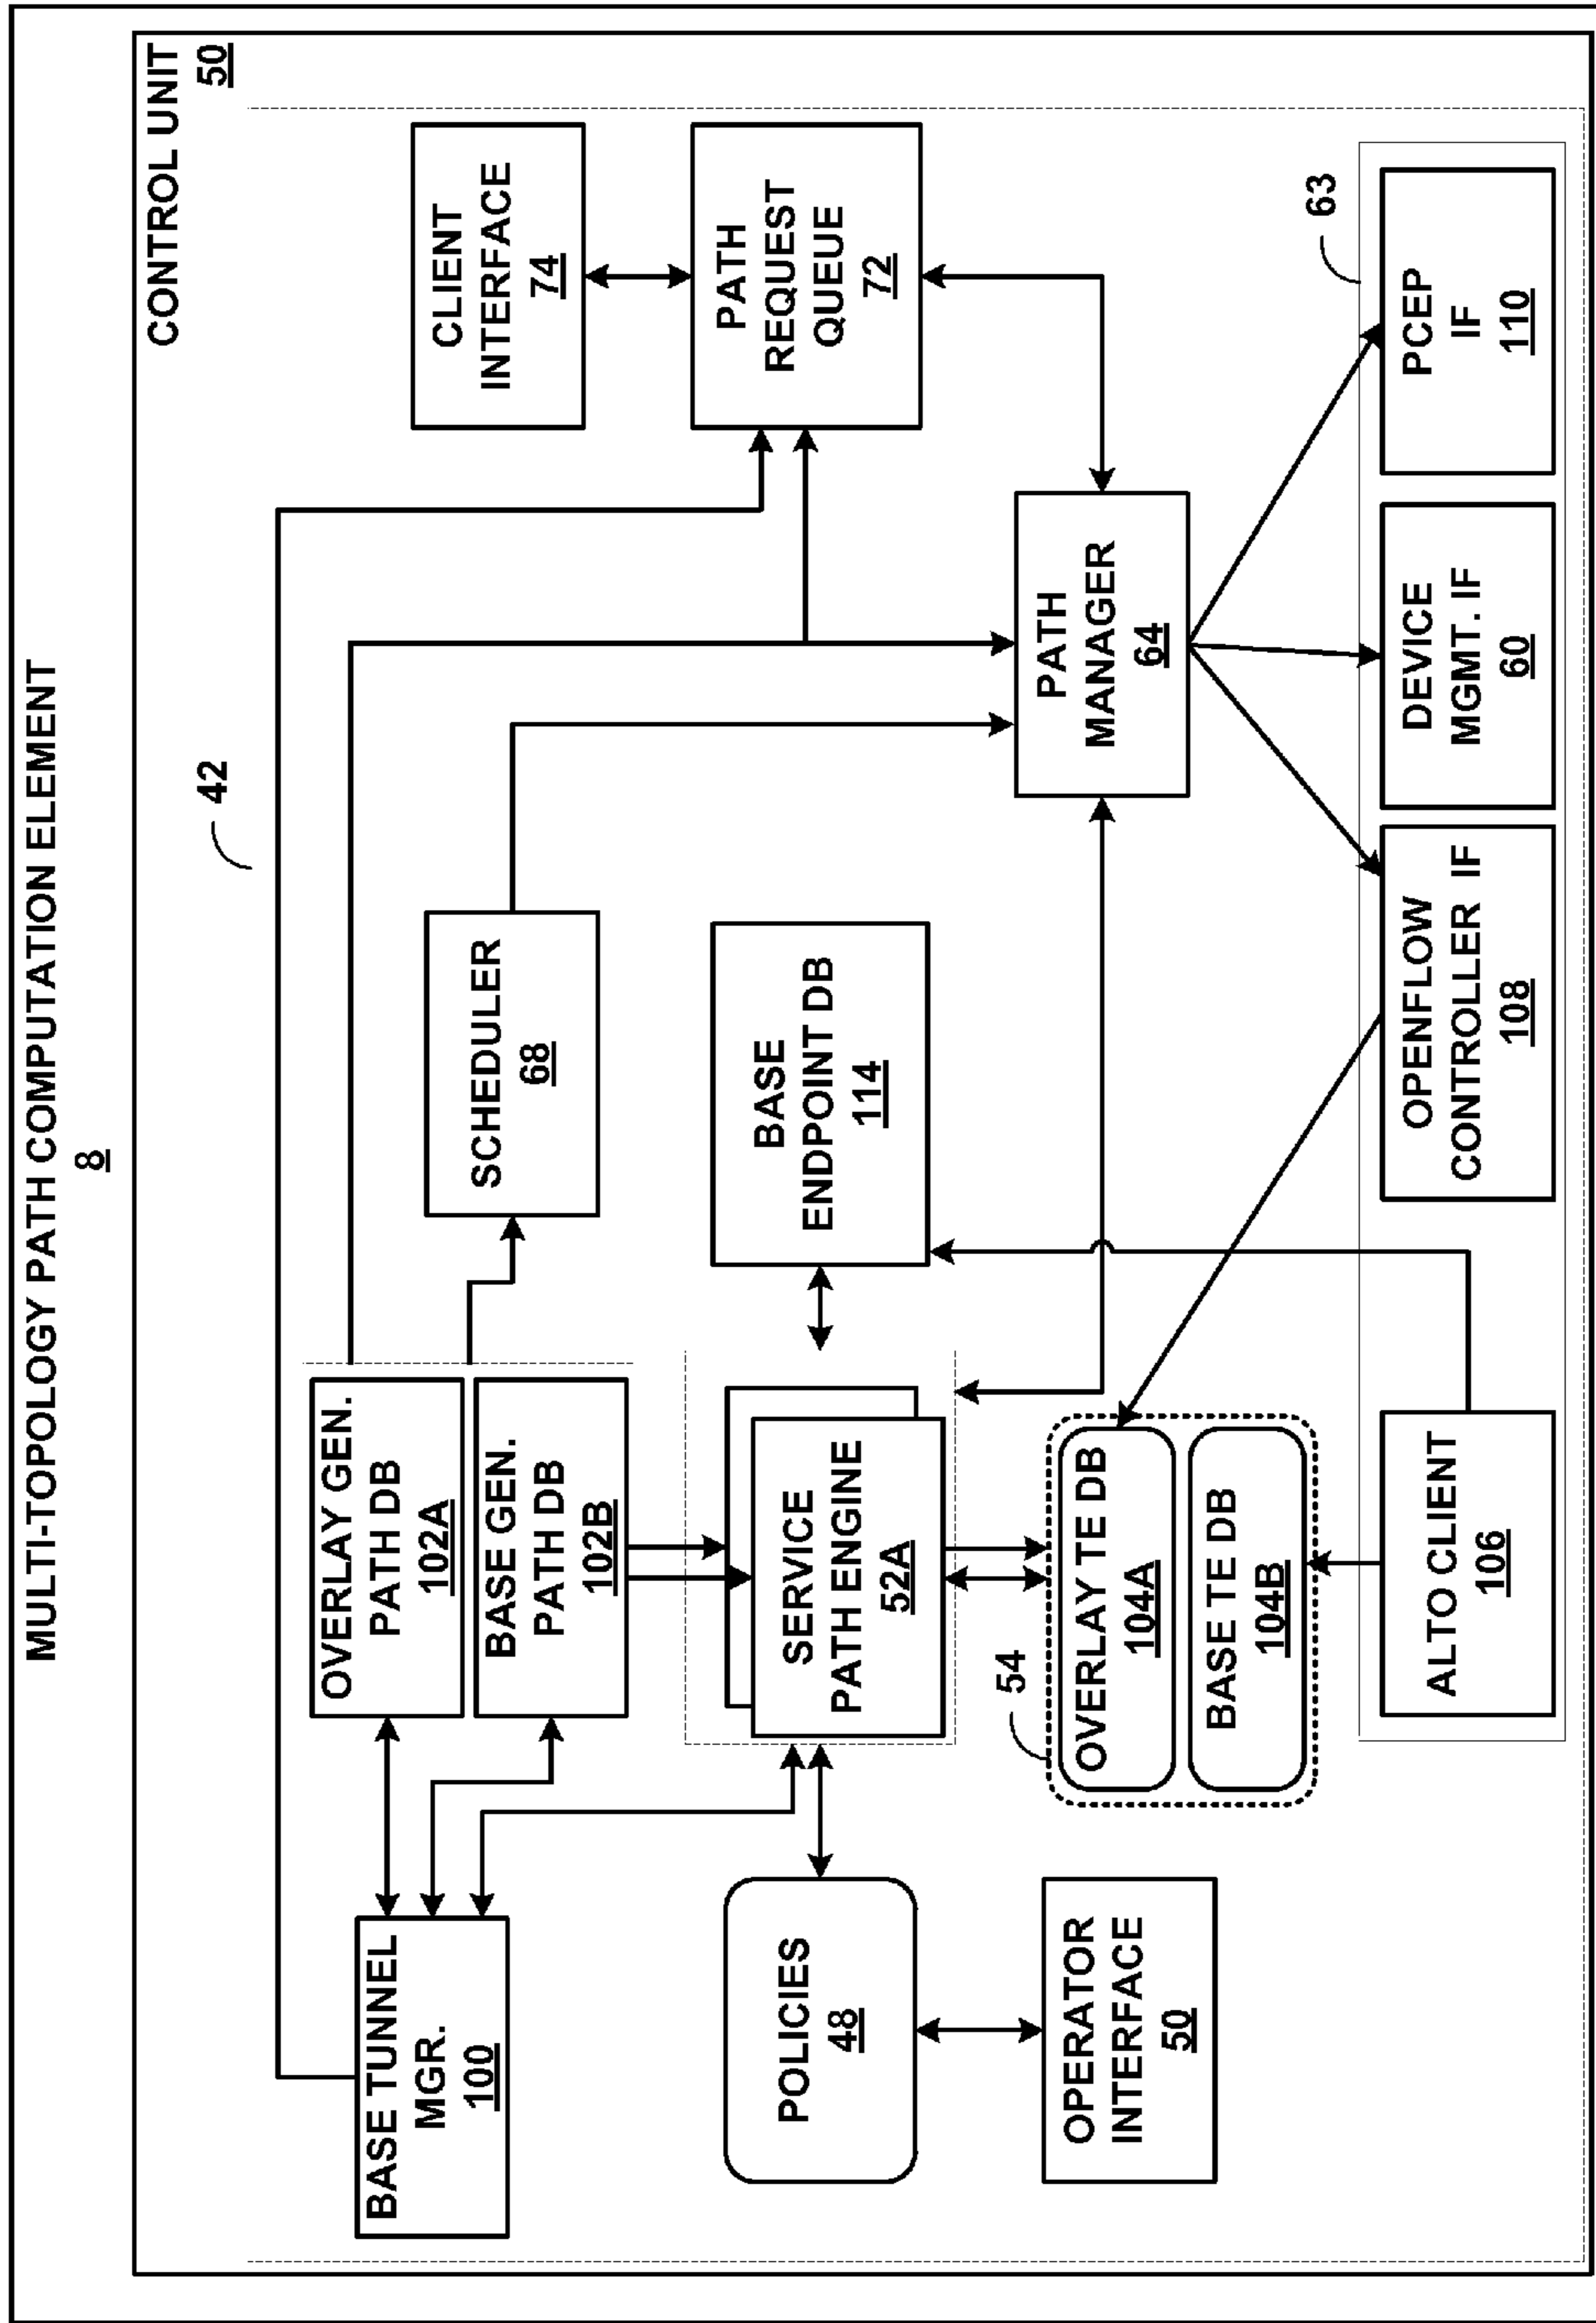 MULTI-TOPOLOGY PATH COMPUTATION ELEMENT
8
CONTROL UNIT
50
42
BASE TUNNEL
MGR.
100
OVERLAY GEN.
PATH DB
102A
BASE GEN.
PATH DB
102B
SCHEDULER
68
CLIENT
INTERFACE
74
POLICIES
48
SERVICE
PATH ENGINE
52A
BASE
ENDPOINT DB
114
PATH
REQUEST
QUEUE
72
OPERATOR
INTERFACE
50
54
OVERLAY TE DB
104A
BASE TE DB
104B
PATH
MANAGER
64
63
ALTO CLIENT
106
OPENFLOW
CONTROLLER IF
108
DEVICE
MGMT. IF
60
PCEP
IF
110